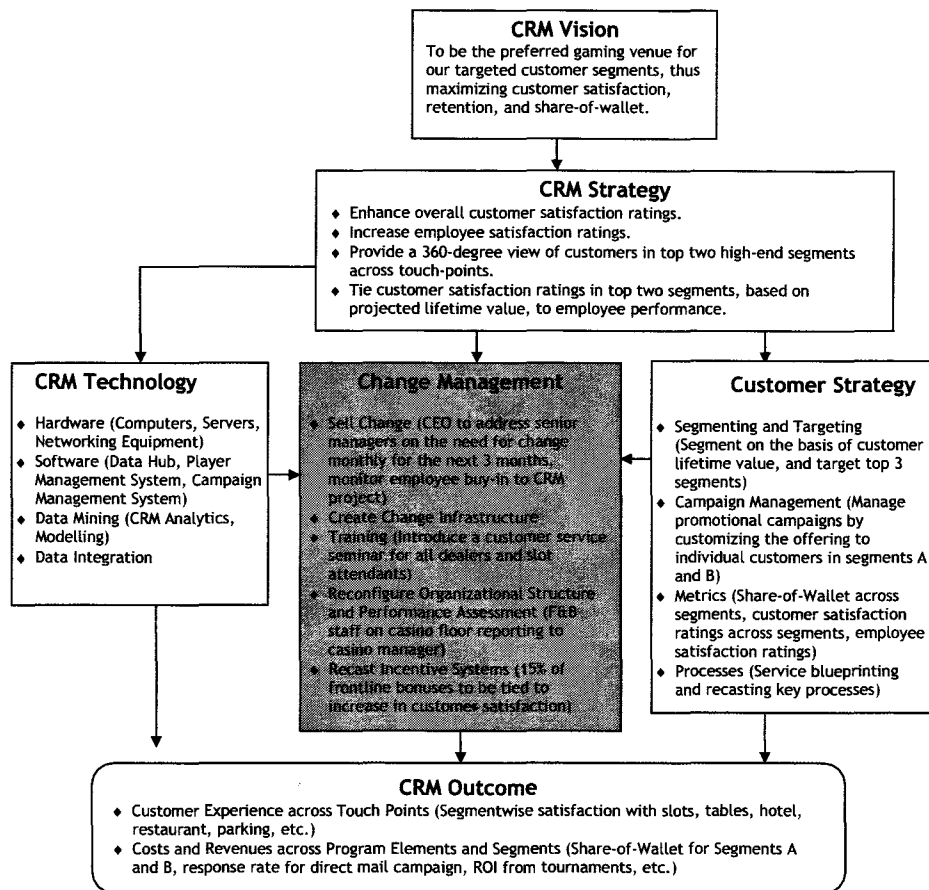 CRM Vision
To be the preferred gaming venue for
our targeted customer segments, thus
maximizing customer satisfaction,
retention, and share-of-wallet.
CRM Strategy
♦ Enhance overall customer satisfaction ratings.
♦ Increase employee satisfaction ratings.
♦ Provide a 360-degree view of customers in top two high-end segments
across touch-points.
♦ Tie customer satisfaction ratings in top two segments, based on
projected lifetime value, to employee performance.
CRM Technology
♦ Hardware (Computers, Servers,
Networking Equipment)
♦ Software (Data Hub, Player
Management System, Campaign
Management System)
♦ Data Mining (CRM Analytics,
Modelling)
♦ Data Integration
Change Management
♦ Sell Change (CEO to address senior
managers on the need for change
monthly for the next 3 months,
monitor employee buy-in to CRM
project)
♦ Create Change Infrastructure
♦ Training (Introduce a customer service
seminar for all dealers and slot
attendants)
♦ Reconfigure Organizational Structure
and Performance Assessment (F&B
staff on casino floor reporting to
casino manager)
♦ Recast Incentive Systems (15% of
frontline bonuses to be tied to
increase in customer satisfaction)
Customer Strategy
♦ Segmenting and Targeting
(Segment on the basis of customer
lifetime value, and target top 3
segments)
♦ Campaign Management (Manage
promotional campaigns by
customizing the offering to
individual customers in segments A
and B)
♦ Metrics (Share-of-Wallet across
segments, customer satisfaction
ratings across segments, employee
satisfaction ratings)
♦ Processes (Service blueprinting
and recasting key processes)
CRM Outcome
♦ Customer Experience across Touch Points (Segmentwise satisfaction with slots, tables, hotel,
restaurant, parking, etc.)
♦ Costs and Revenues across Program Elements and Segments (Share-of-Wallet for Segments A
and B, response rate for direct mail campaign, ROI from tournaments, etc.)